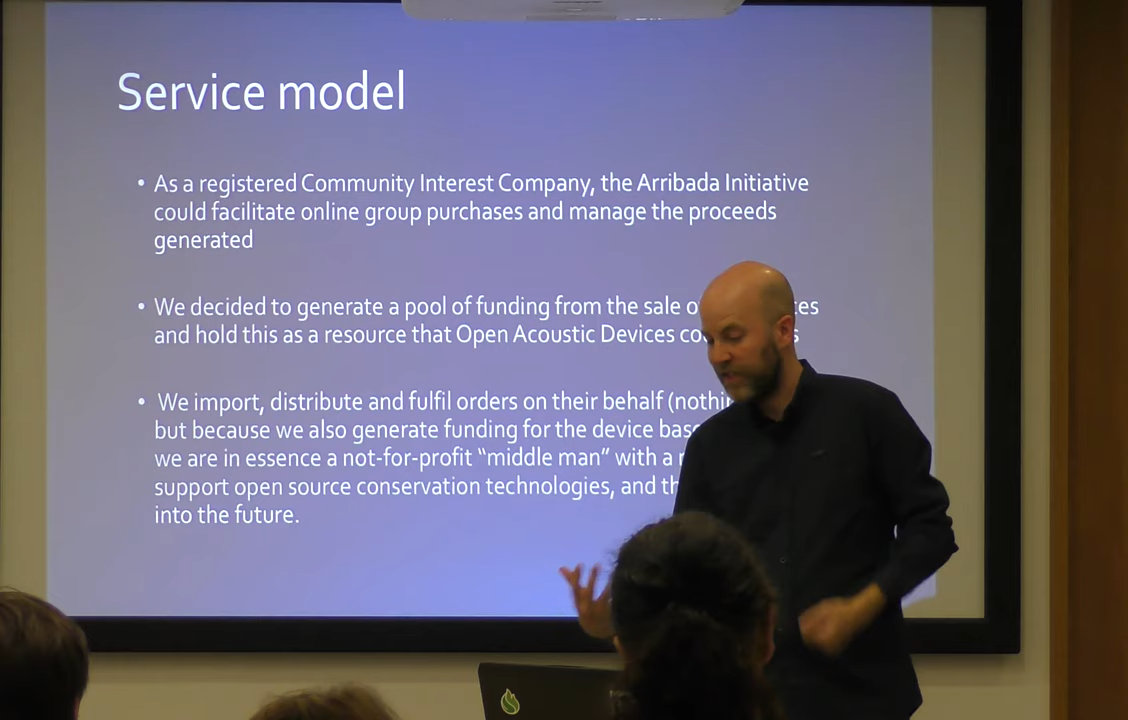 Service model
• As a registered Community Interest Company, the Arribada Initiative
could facilitate online group purchases and manage the proceeds
generated
• We decided to generate a pool of funding from the sale
and hold this as a resource that Open Acoustic Devices
• We import, distribute and fulfil orders on their behalf
but because we also generate funding for the device
we are in essence a not-for-profit “middle man” with a
support open source conservation technologies, and
into the future.